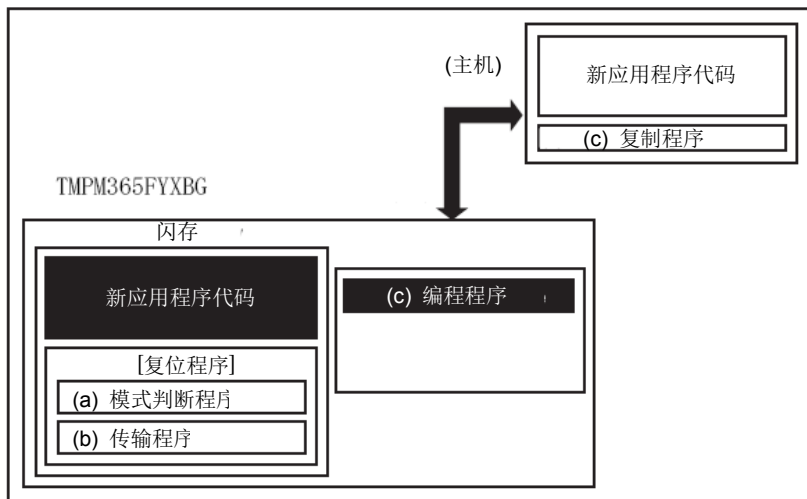 (主机)
新应用程序代码
(c) 复制程序
TMPM365FYXBG
闪存
新应用程序代码
(c) 编程程序
[复位程序]
(a) 模式判断程序
(b) 传输程序